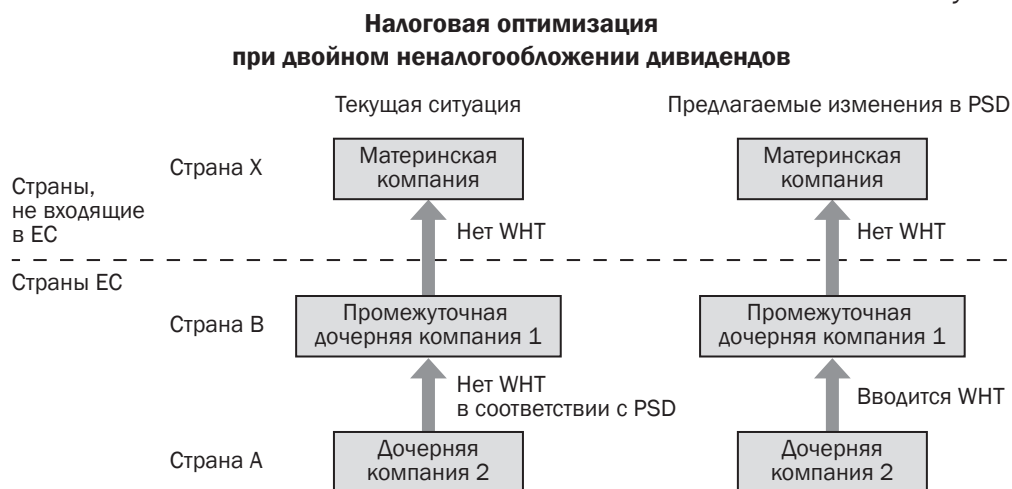 Налоговая оптимизация
при двойном неналогообложении дивидендов
Текущая ситуация
Предлагаемые изменения в PSD
Страны,
не входящие
в ЕС
Страна X
Материнская
компания
Материнская
компания
Нет WHT
Нет WHT
Страны ЕС
Страна B
Промежуточная
дочерняя компания 1
Промежуточная
дочерняя компания 1
Нет WHT
в соответствии с PSD
Вводится WHT
Страна A
Дочерняя
компания 2
Дочерняя
компания 2